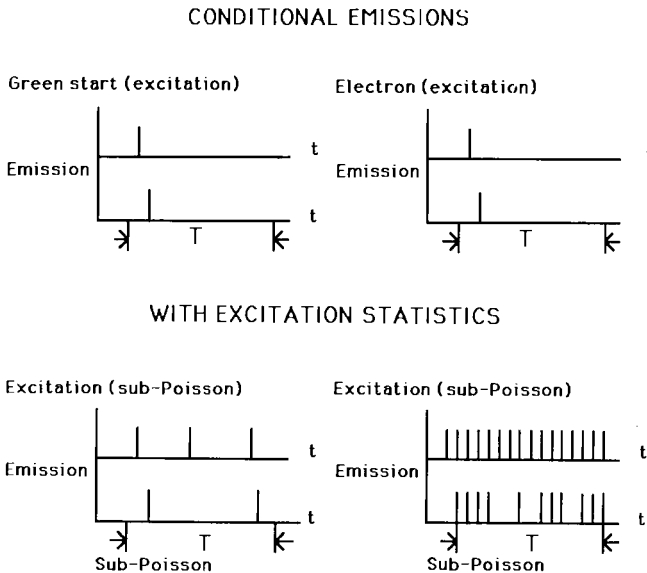 CONDITIONAL EMISSIONS
Green start (excitation)
t
Emission
t
T
Electron (excitation)
Emission
T
WITH EXCITATION STATISTICS
Excitation (sub-Poisson)
t
Emission
t
T
Sub-Poisson
Excitation (sub-Poisson)
t
Emission
t
T
Sub-Poisson